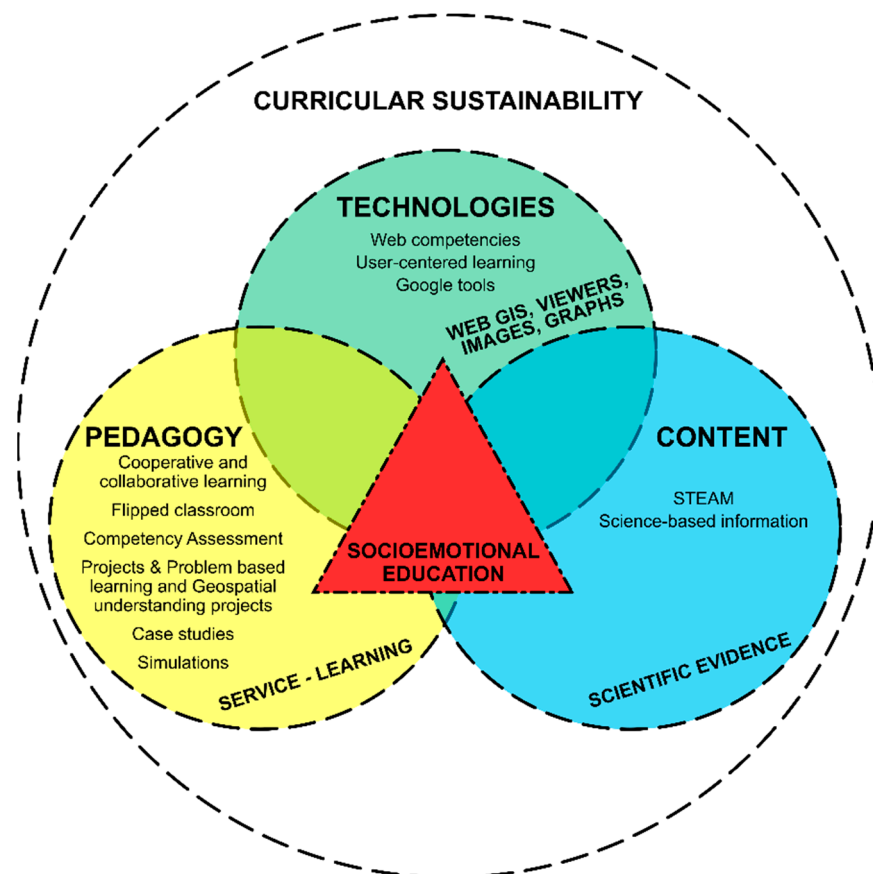 CURRICULAR SUSTAINABILITY
TECHNOLOGIES
Web competencies
User-centered learning
Google tools
WEB GIS, VIEWERS,
IMAGES, GRAPHS
PEDAGOGY
Cooperative and
collaborative learning
Flipped classroom
Competency Assessment
Projects & Problem based
learning and Geospatial
understanding projects
Case studies
Simulations
SERVICE - LEARNING
CONTENT
STEAM
Science-based information
SCIENTIFIC EVIDENCE
SOCIOEMOTIONAL
EDUCATION